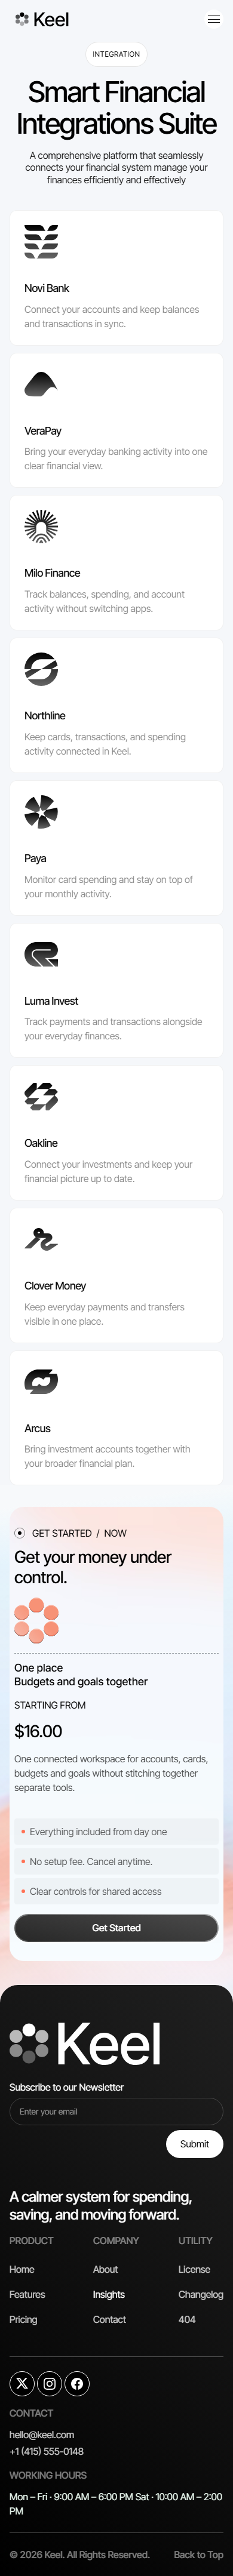 Keel
INTEGRATION
Smart Financial
Integrations Suite
A comprehensive platform that seamlessly
connects your financial system manage your
finances efficiently and effectively
Novi Bank
Connect your accounts and keep balances
and transactions in sync.
VeraPay
Bring your everyday banking activity into one
clear financial view.
Milo Finance
Track balances, spending, and account
activity without switching apps.
Northline
Keep cards, transactions, and spending
activity connected in Keel.
Paya
Monitor card spending and stay on top of
your monthly activity.
Luma Invest
Track payments and transactions alongside
your everyday finances.
Oakline
Connect your investments and keep your
financial picture up to date.
Clover Money
Keep everyday payments and transfers
visible in one place.
Arcus
Bring investment accounts together with
your broader financial plan.
GET STARTED / NOW
Get your money under
control.
One place
Budgets and goals together
STARTING FROM
$16.00
One connected workspace for accounts, cards,
budgets and goals without stitching together
separate tools.
Everything included from day one
No setup fee. Cancel anytime.
Clear controls for shared access
Get Started
Keel
Subscribe to our Newsletter
Enter your email
Submit
A calmer system for spending,
saving, and moving forward.
PRODUCT COMPANY UTILITY
Home About License
Features Insights Changelog
Pricing Contact 404
CONTACT
hello@keel.com
+1 (415) 555-0148
WORKING HOURS
Mon – Fri · 9:00 AM – 6:00 PM Sat · 10:00 AM – 2:00
PM
© 2026 Keel. All Rights Reserved. Back to Top